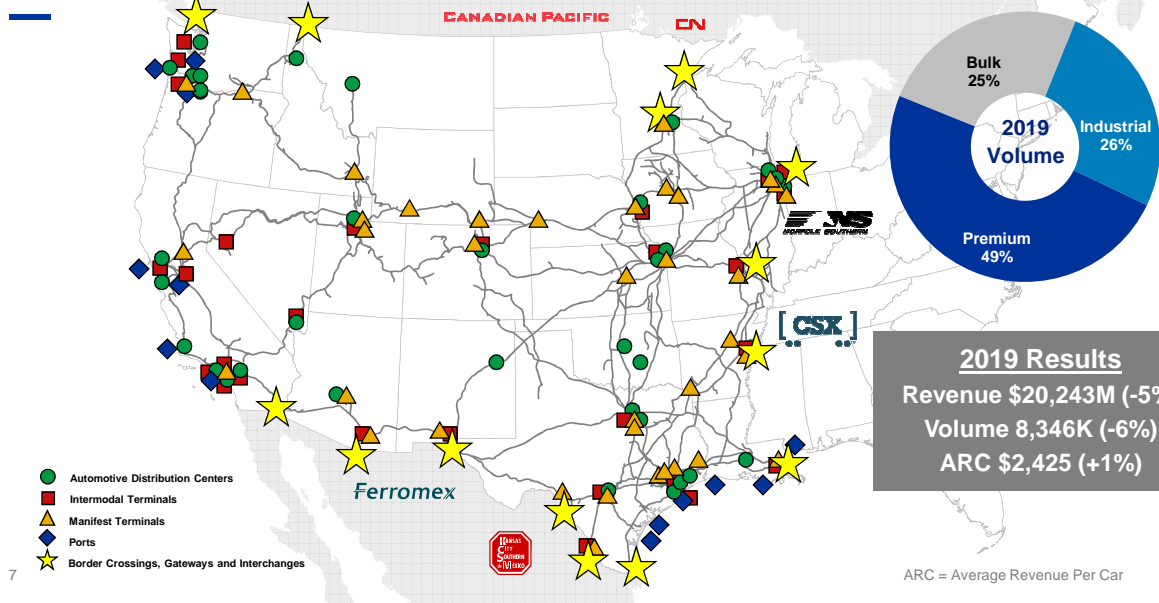 CANADIAN PACIFIC
CN
Bulk
25%
2019
Volume
Industrial
26%
Premium
49%
NS
NORFOLK SOUTHERN
[CSX]
2019 Results
Revenue $20,243M (-5%
Volume 8,346K (-6%)
ARC $2,425 (+1%)
Automotive Distribution Centers
Intermodal Terminals
Manifest Terminals
Ports
Border Crossings, Gateways and Interchanges
Ferromex
KANSAS
CITY
SOUTHERN
DE MEXICO
7
ARC = Average Revenue Per Car